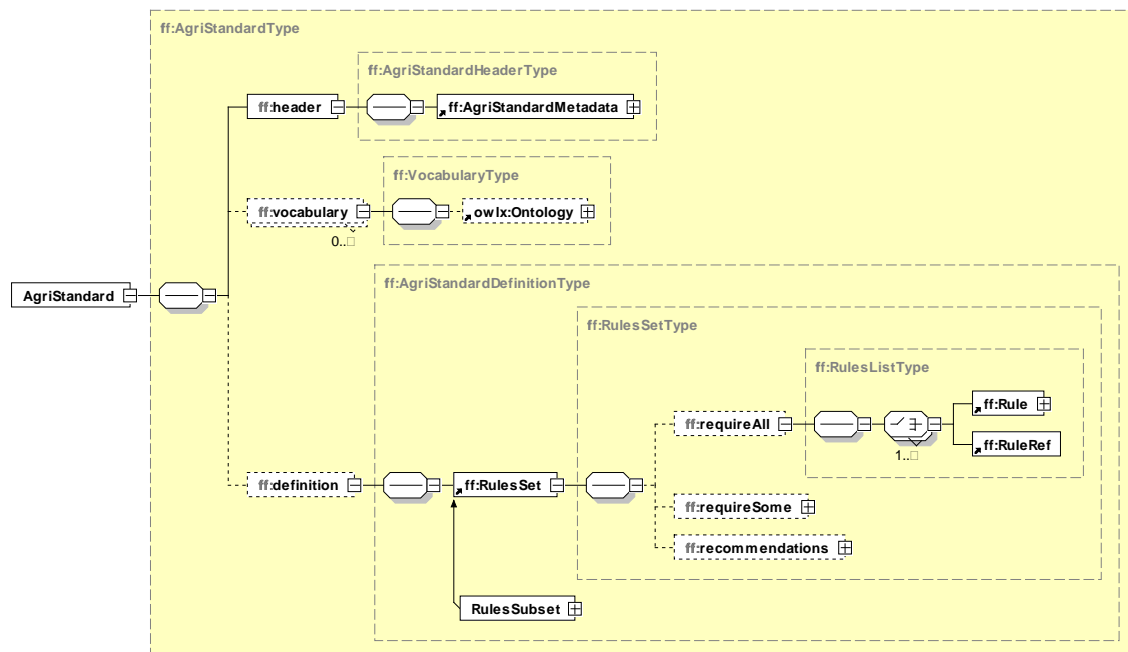 ff:AgriStandardType
ff:AgriStandardHeaderType
ff:header
ff:AgriStandardMetadata
ff:VocabularyType
ff:vocabulary
owlx:Ontology
0..□
ff:AgriStandardDefinitionType
AgriStandard
ff:RulesSetType
ff:RulesListType
ff:Rule
ff:requireAll
ff:RuleRef
1..□
ff:definition
ff:RulesSet
ff:requireSome
ff:recommendations
RulesSubset